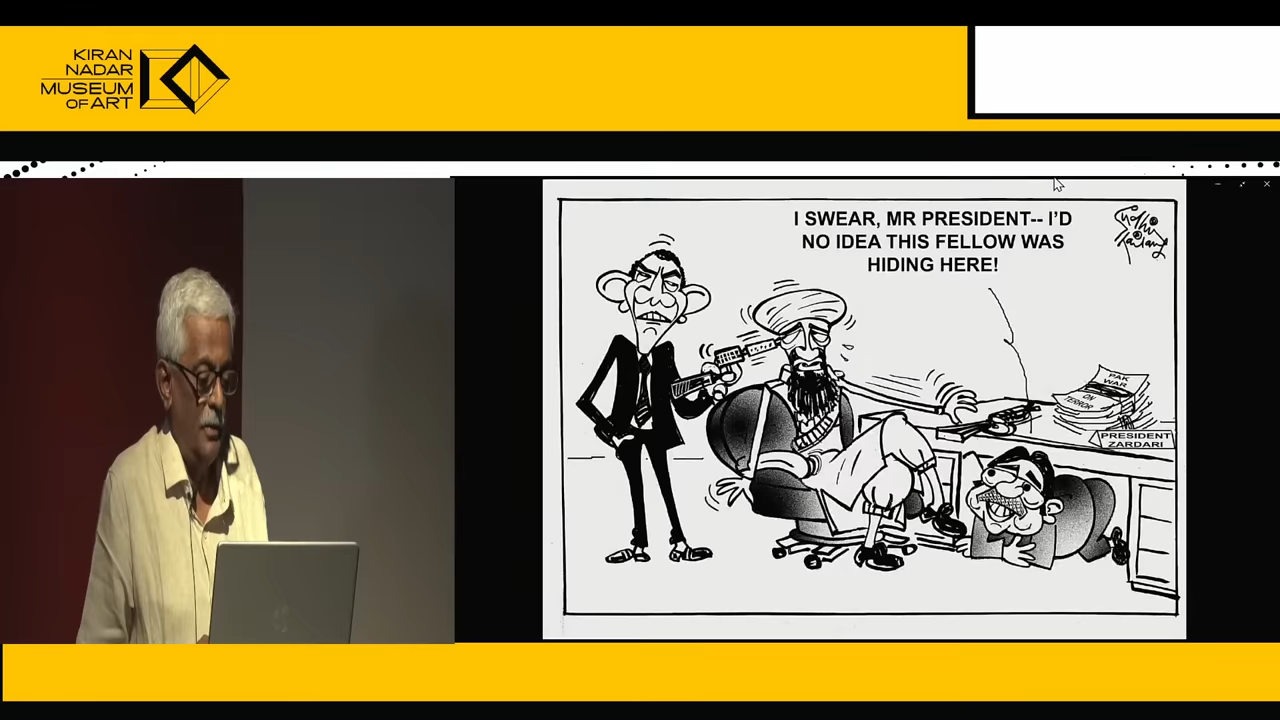 KIRAN
NADAR
MUSEUM
OF ART
I SWEAR, MR PRESIDENT-- I'D
NO IDEA THIS FELLOW WAS
HIDING HERE!
PAK
WAR
ON
TERROR
PRESIDENT
ZARDARI